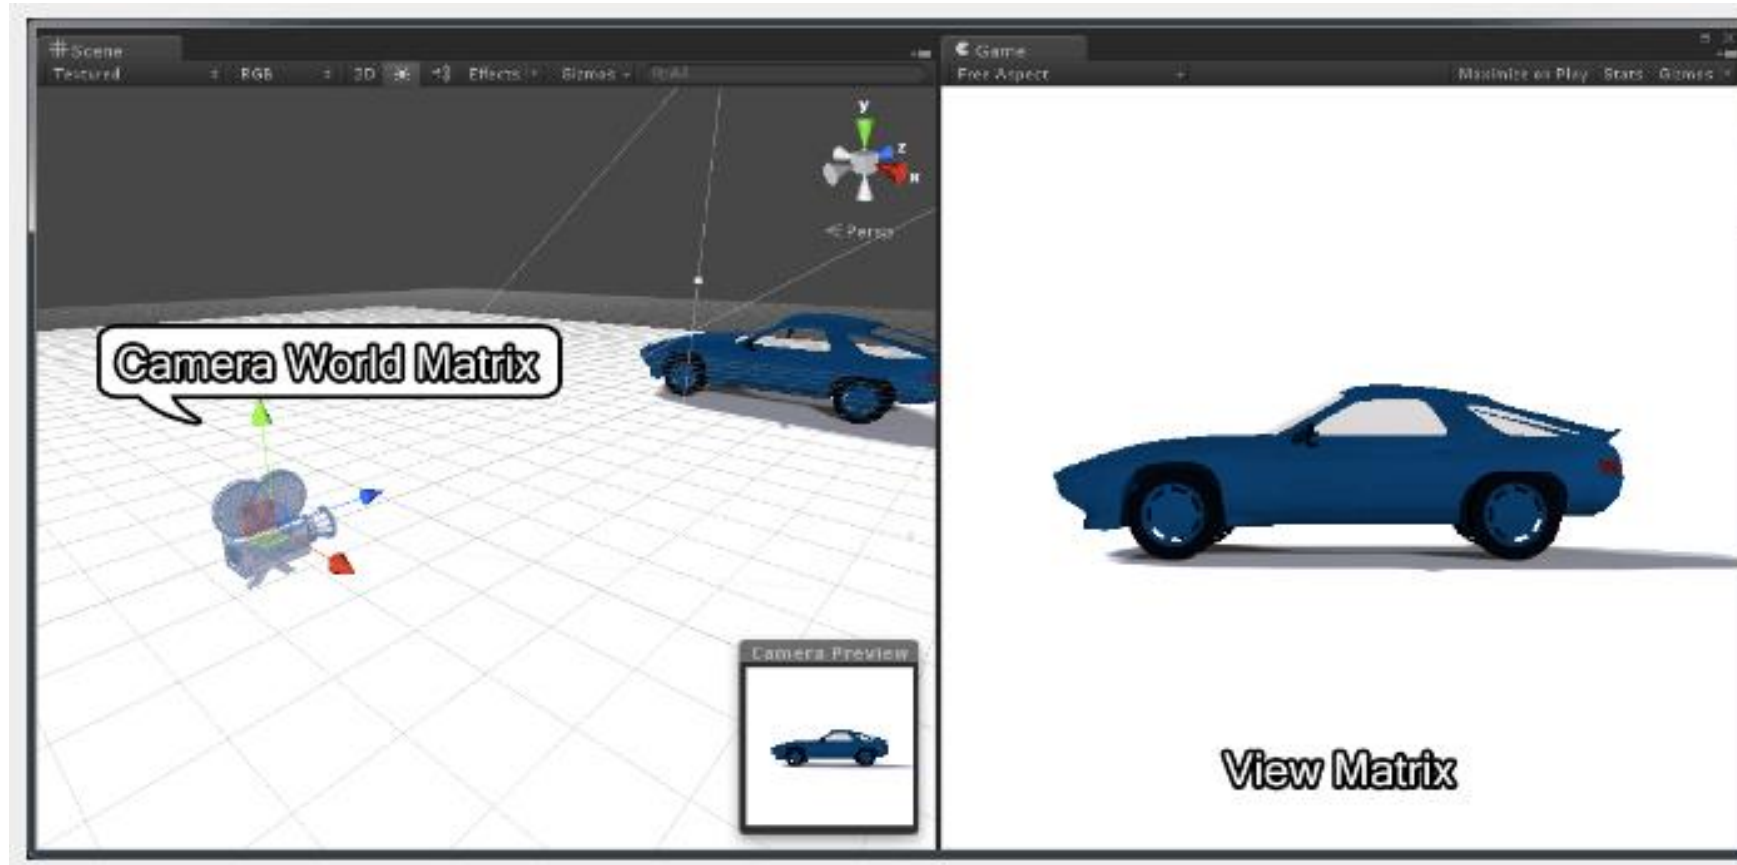 Scene
Textured RGB 2D Effects Gizmos
y
z
x
Persp
Camera World Matrix
Camera Preview
Game
Free Aspect Maximize on Play Stats Gizmos
View Matrix